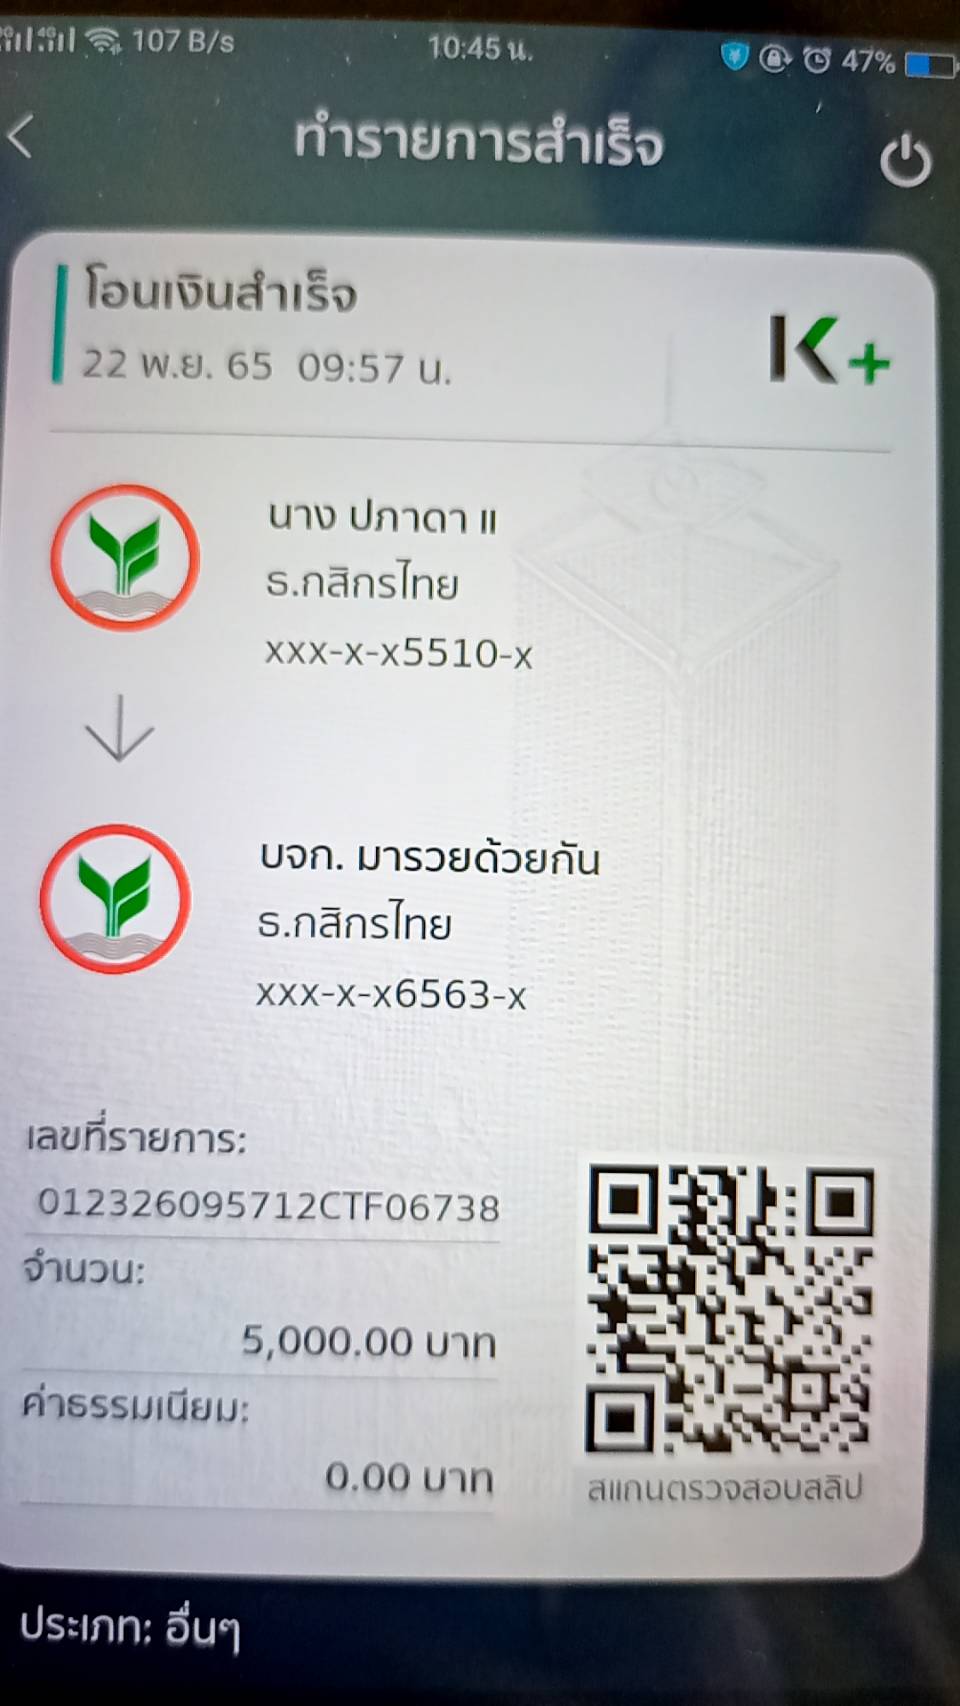 107 B/s 10:45 น. 47%
ทำรายการสำเร็จ
โอนเงินสำเร็จ
22 พ.ย. 65 09:57 น.
K+
นาง ปภาดา แ
ธ.กสิกรไทย
xxx-x-x5510-x
บจก. มารวยด้วยกัน
ธ.กสิกรไทย
xxx-x-x6563-x
เลขที่รายการ:
012326095712CTF06738
จำนวน:
5,000.00 บาท
ค่าธรรมเนียม:
0.00 บาท
สแกนตรวจสอบสลิป
ประเภท: อื่นๆ